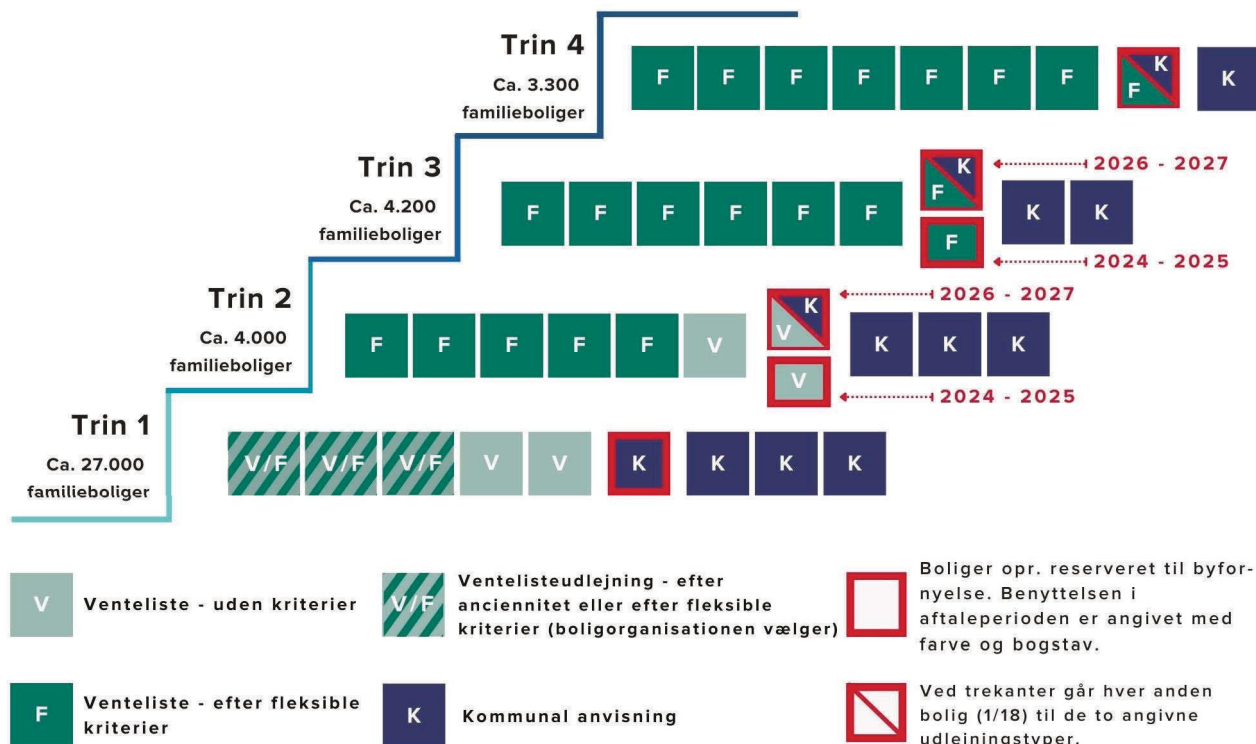 Trin 4
Ca. 3.300
familieboliger
F F F F F F F K F K
Trin 3
Ca. 4.200
familieboliger
F F F F F F K F F K K
2026 - 2027
2024 - 2025
Trin 2
Ca. 4.000
familieboliger
F F F F F V K V V K K K
2026 - 2027
2024 - 2025
Trin 1
Ca. 27.000
familieboliger
V/F V/F V/F V V K K K K
V Venteliste - uden kriterier
V/F Ventelisteudlejning - efter
anciennitet eller efter fleksible
kriterier (boligorganisationen vælger)
Boliger opr. reserveret til byfor-
nyelse. Benyttelsen i
aftaleperioden er angivet med
farve og bogstav.
F Venteliste - efter fleksible
kriterier
K Kommunal anvisning
Ved trekanter går hver anden
bolig (1/18) til de to angivne
udlejningstyper.